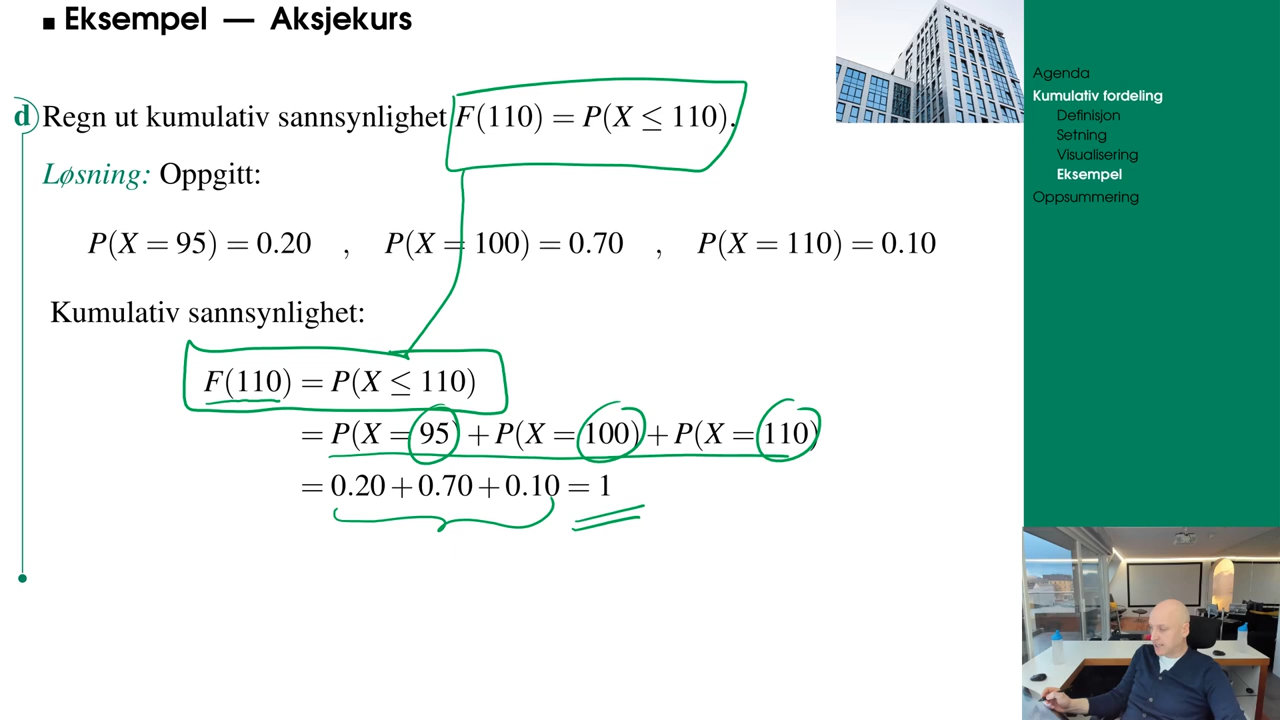 Eksempel — Aksjekurs
d Regn ut kumulativ sannsynlighet F(110) = P(X ≤ 110).
Løsning: Oppgitt:
P(X = 95) = 0.20 , P(X = 100) = 0.70 , P(X = 110) = 0.10
Kumulativ sannsynlighet:
F(110) = P(X ≤ 110)
= P(X = 95) + P(X = 100) + P(X = 110)
= 0.20 + 0.70 + 0.10 = 1
Agenda
Kumulativ fordeling
Definisjon
Setning
Visualisering
Eksempel
Oppsummering